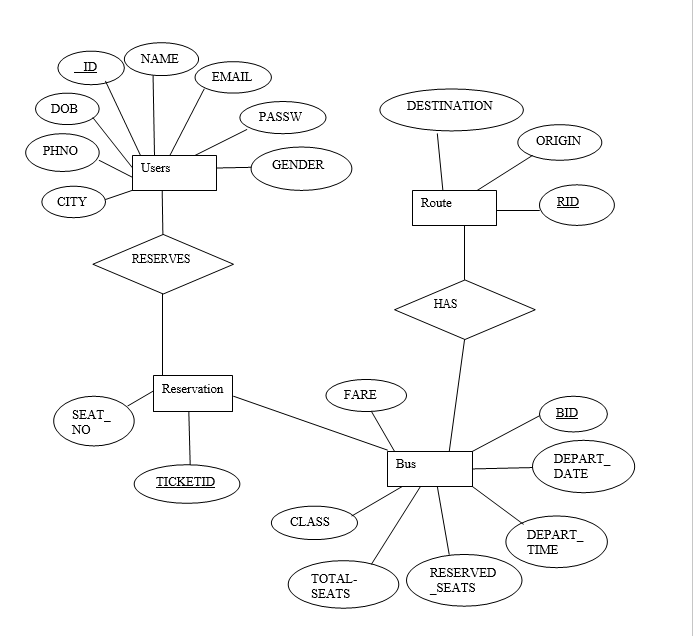 _ID
NAME
EMAIL
DOB
PASSW
PHNO
GENDER
Users
CITY
RESERVES
DESTINATION
ORIGIN
RID
Route
HAS
Reservation
SEAT_
NO
TICKETID
FARE
BID
Bus
DEPART_
DATE
CLASS
DEPART_
TIME
TOTAL-
SEATS
RESERVED
_SEATS